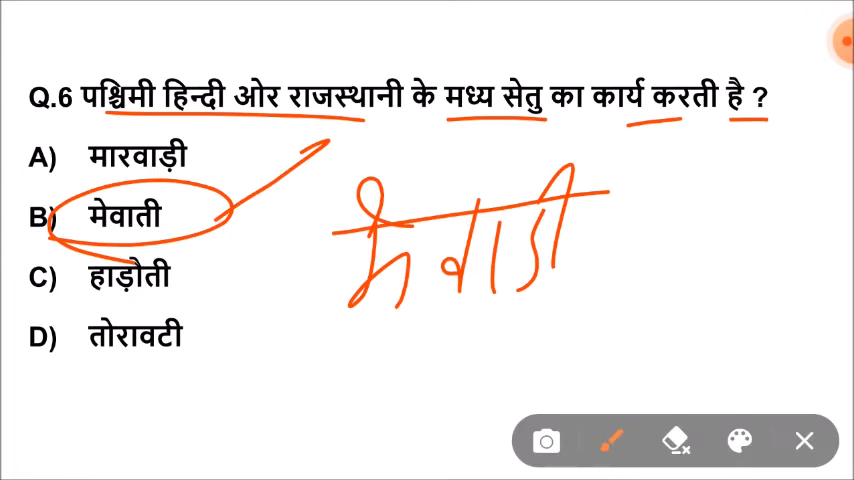 Q.6 पश्चिमी हिन्दी ओर राजस्थानी के मध्य सेतु का कार्य करती है ?
A) मारवाड़ी
B) मेवाती
मेवाडी
C) हाड़ौती
D) तोरावटी